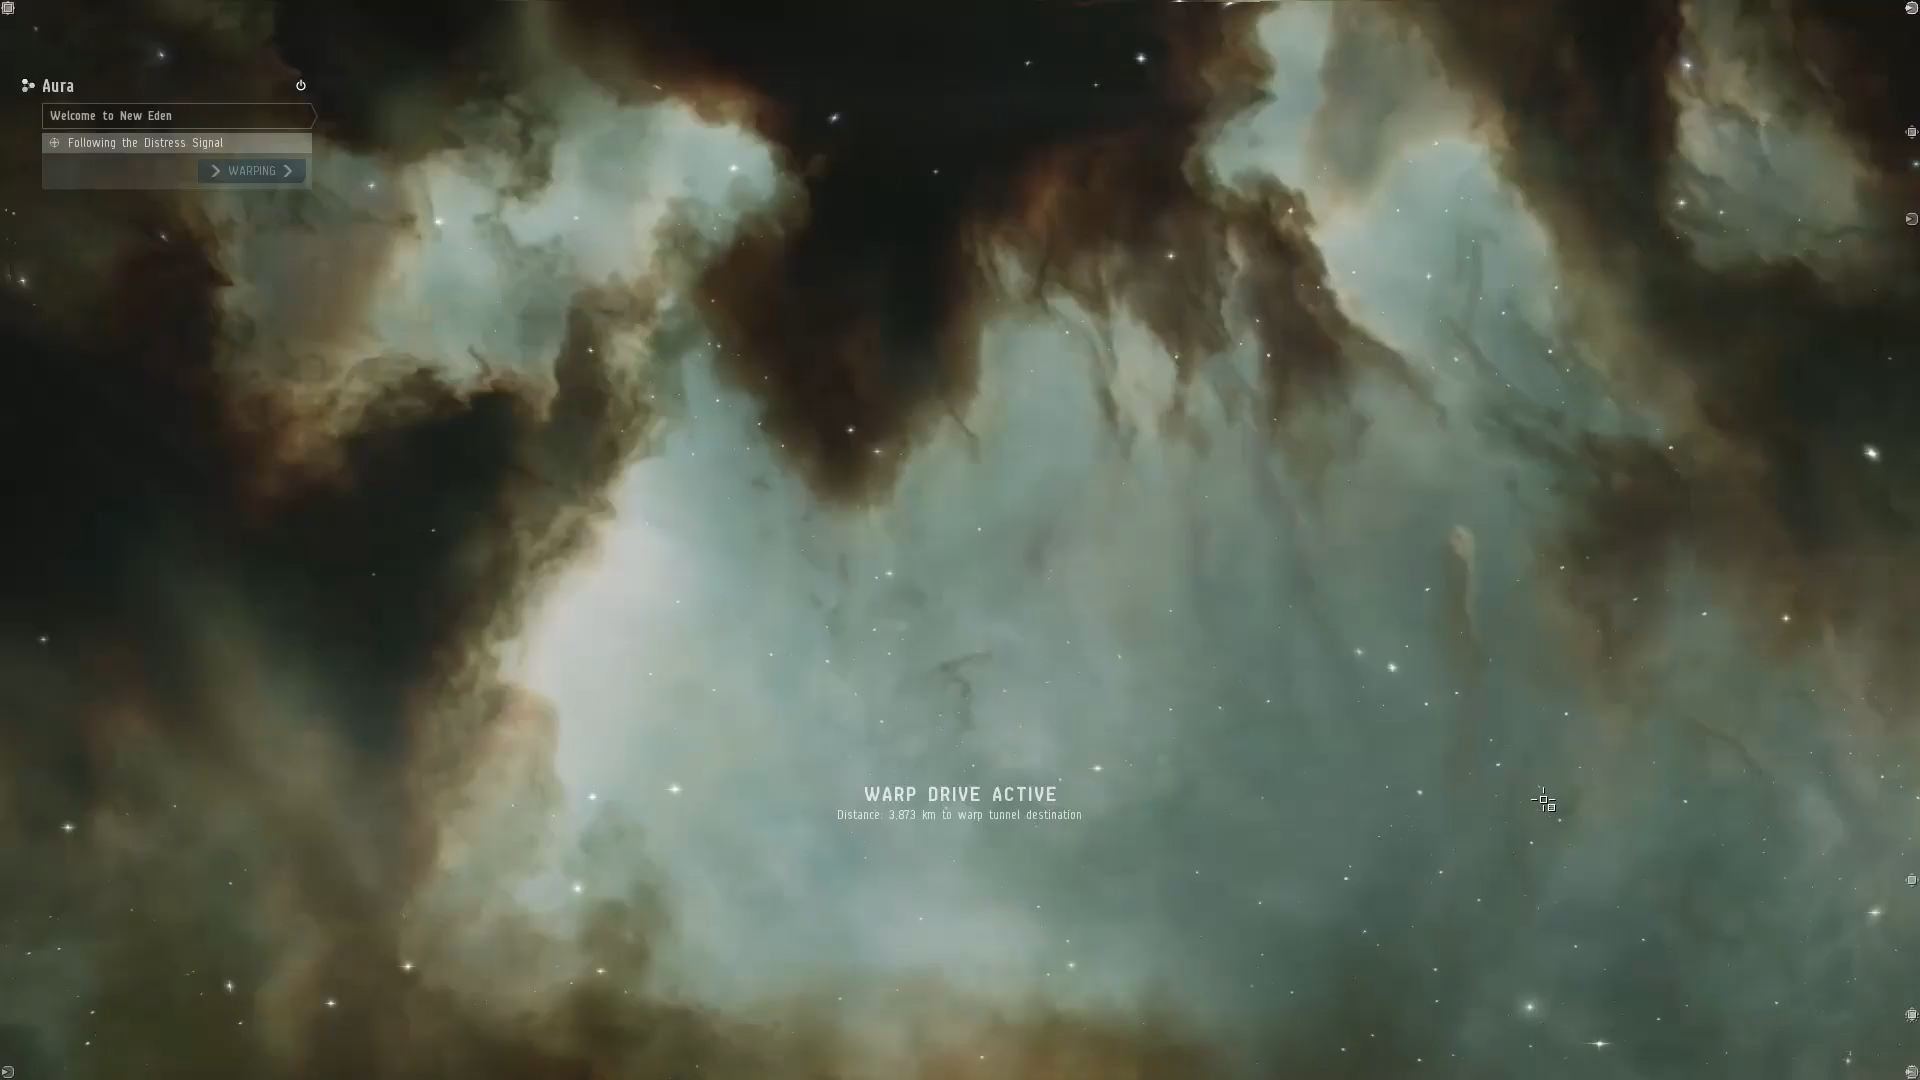 Aura
Welcome to New Eden
Following the Distress Signal
WARPING
WARP DRIVE ACTIVE
Distance: 3.873 km to warp tunnel destination